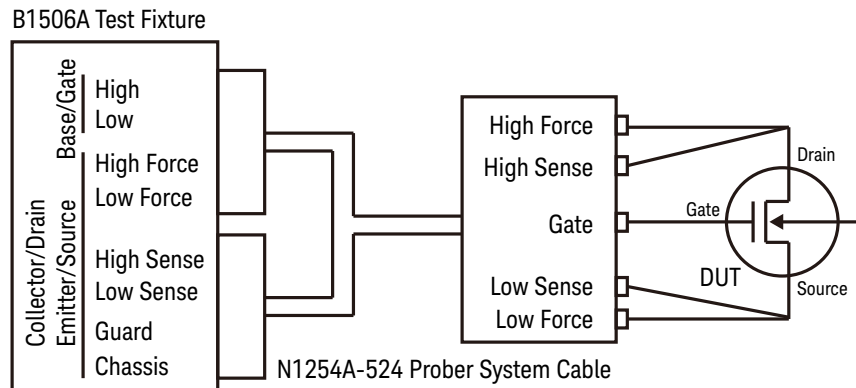 B1506A Test Fixture
Base/Gate
High
Low
Collector/Drain
Emitter/Source
High Force
Low Force
High Sense
Low Sense
Guard
Chassis
N1254A-524 Prober System Cable
High Force
High Sense
Gate
Low Sense
Low Force
Drain
Gate
DUT
Source